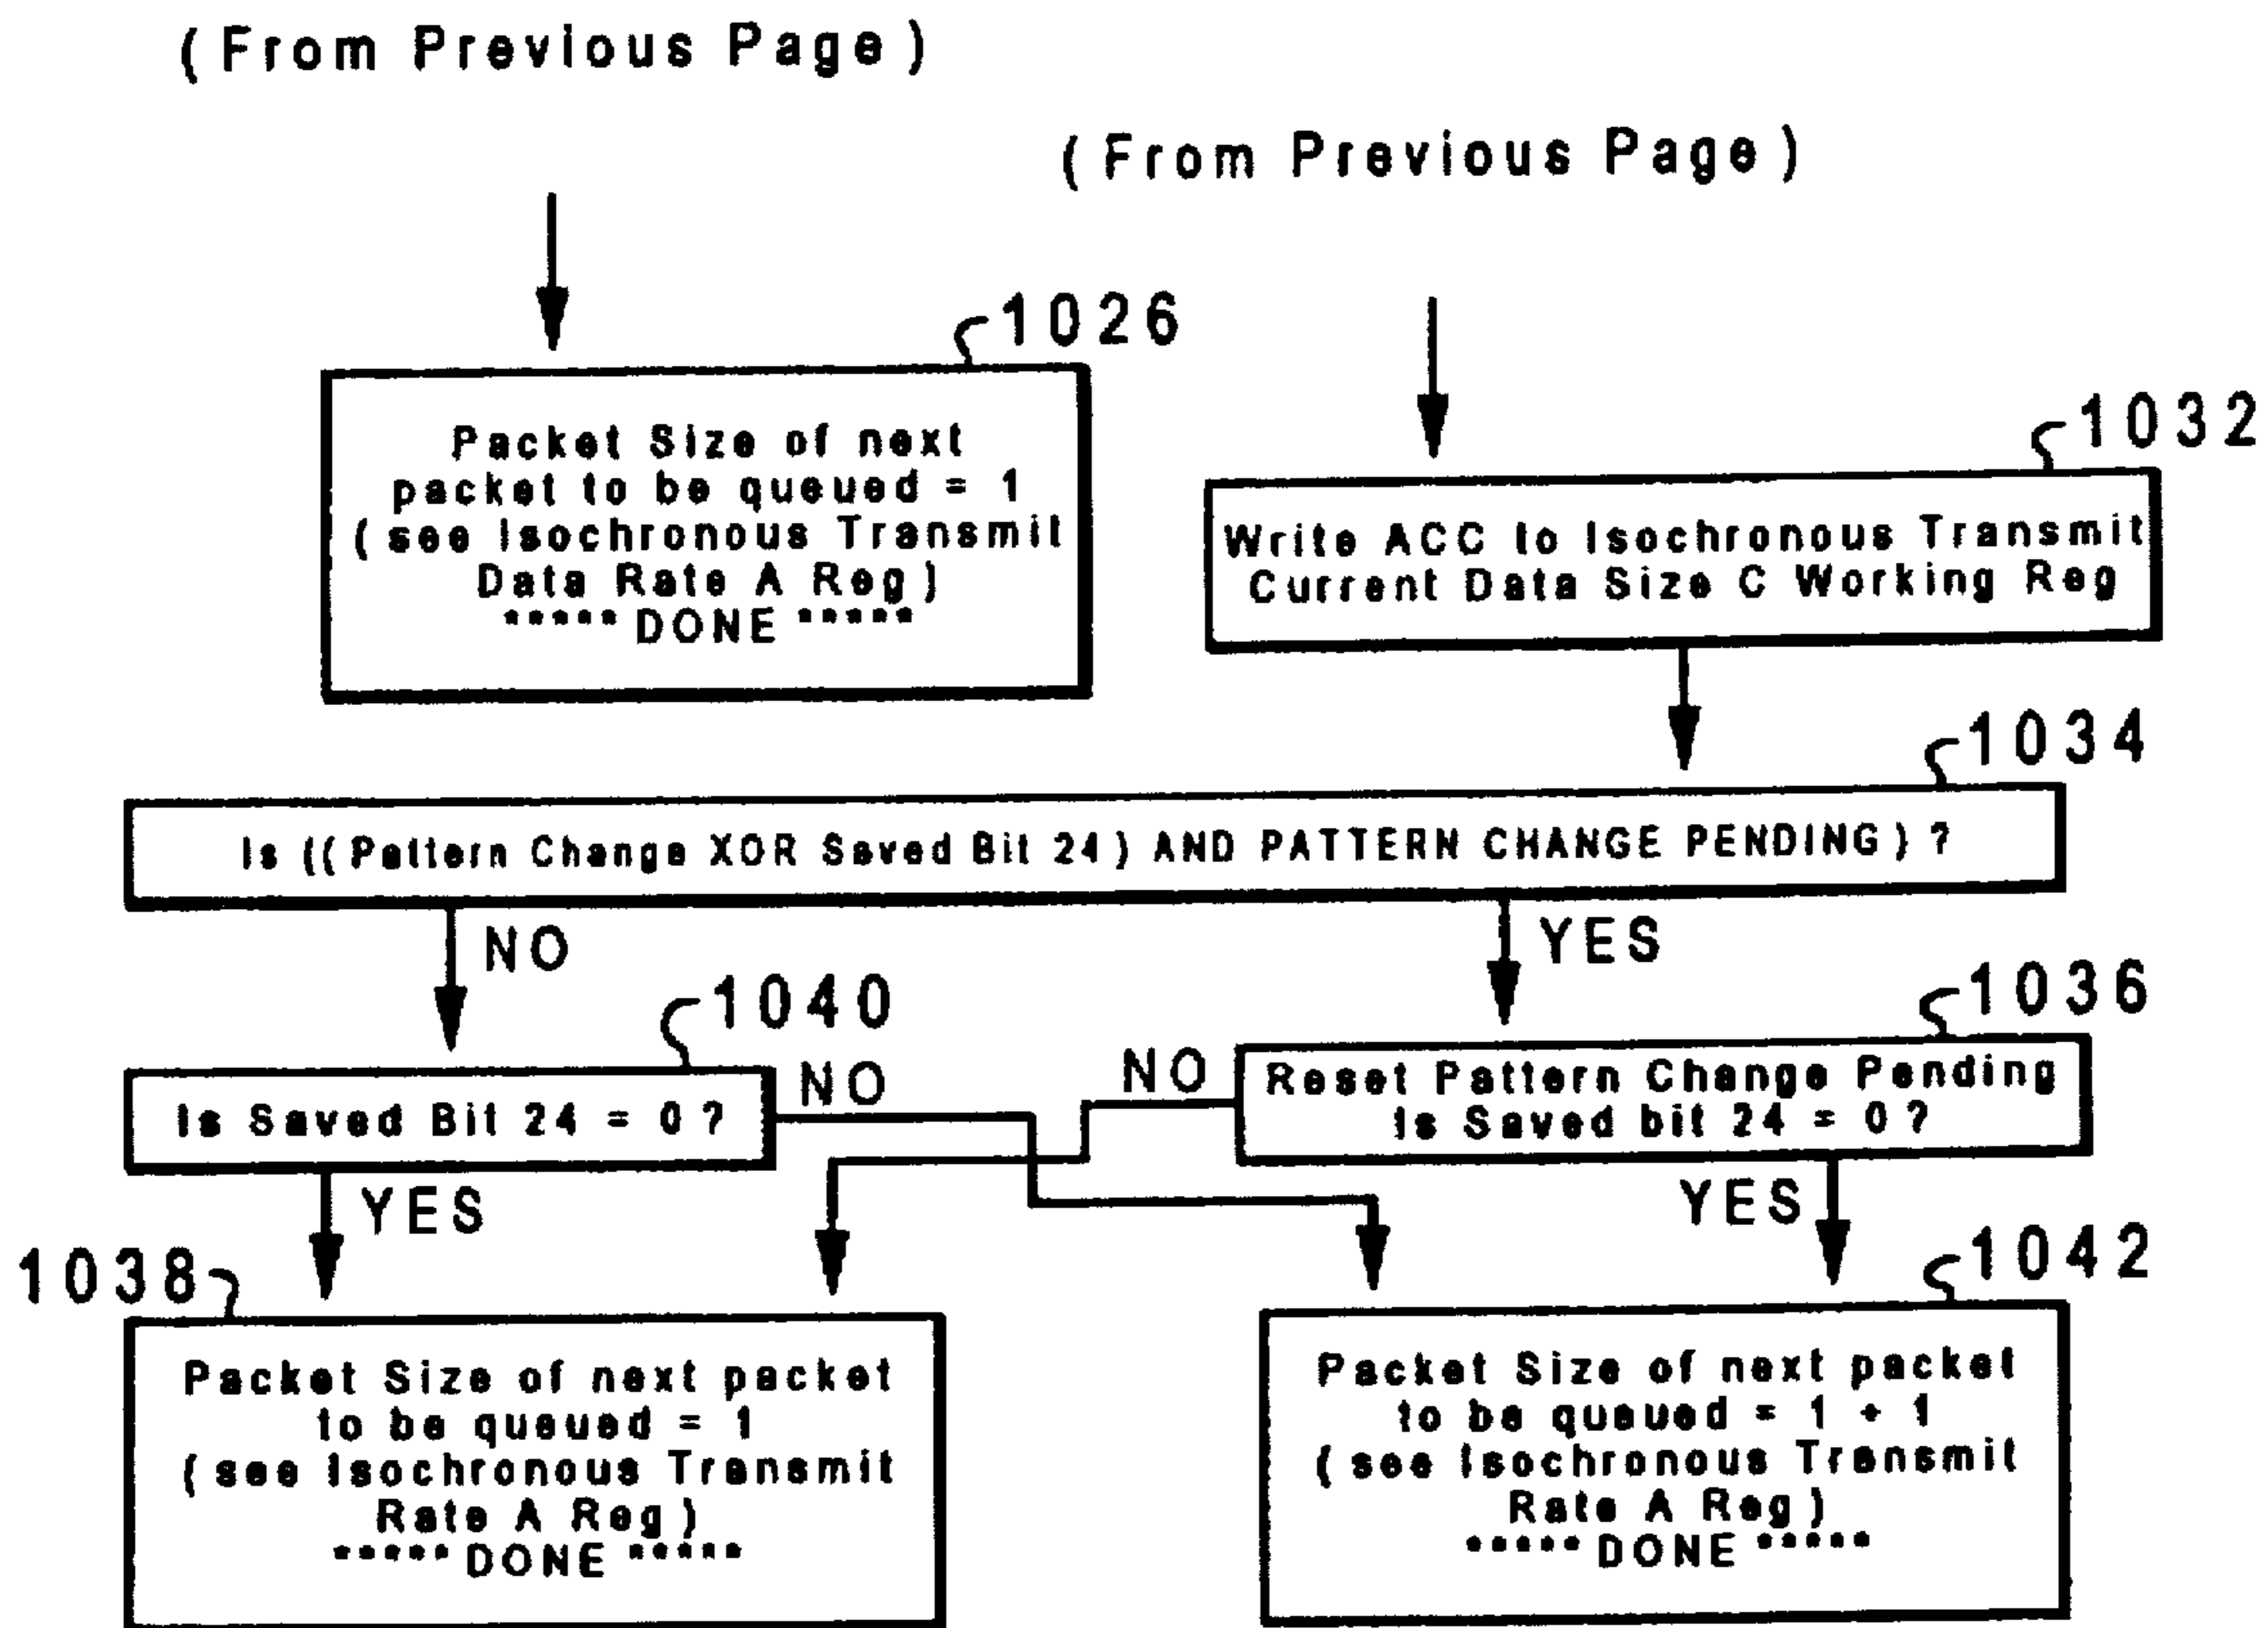 (From Previous Page)
(From Previous Page)
1026
Packet Size of next
packet to be queued = 1
(see Isochronous Transmit
Data Rate A Reg)
***** DONE *****
1032
Write ACC to Isochronous Transmit
Current Data Size C Working Reg
1034
Is ((Pattern Change XOR Saved Bit 24) AND PATTERN CHANGE PENDING)?
NO
YES
1040
Is Saved Bit 24 = 0?
NO
YES
NO
1036
Reset Pattern Change Pending
Is Saved bit 24 = 0?
YES
1038
Packet Size of next packet
to be queued = 1
(see Isochronous Transmit
Rate A Reg)
***** DONE *****
1042
Packet Size of next packet
to be queued = 1 + 1
(see Isochronous Transmit
Rate A Reg)
***** DONE *****